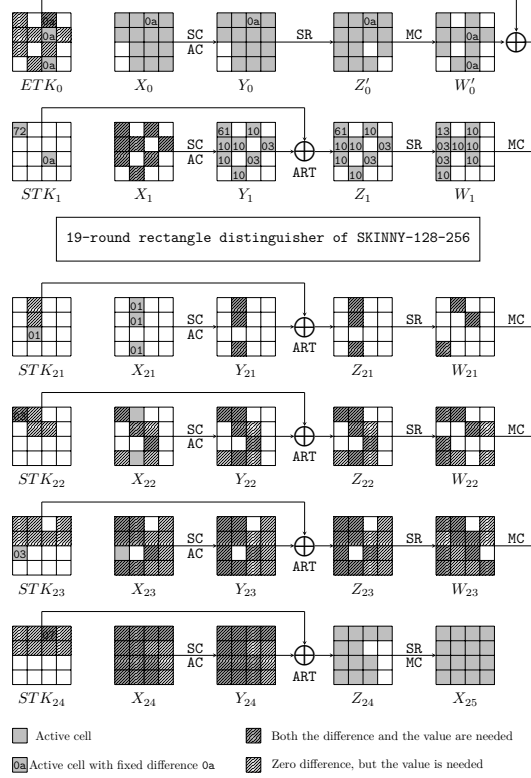 0a 0a 0a
0a
SC
AC
SR
MC
0a
0a
0a
0a
ETK0 X0 Y0 Z′0 W′0
72
61 10
61 10
13 10
10 10 03
10 10 03
03 10 10
0a
10 03
10 03
03 03
10
10
10
SC
AC
ART
SR
MC
STK1 X1 Y1 Z1 W1
19-round rectangle distinguisher of SKINNY-128-256
01
01
01
01
SC
AC
ART
SR
MC
STK21 X21 Y21 Z21 W21
03
SC
AC
ART
SR
MC
STK22 X22 Y22 Z22 W22
03
SC
AC
ART
SR
MC
STK23 X23 Y23 Z23 W23
07
SC
AC
ART
SR
MC
STK24 X24 Y24 Z24 X25
Active cell
Both the difference and the value are needed
0a Active cell with fixed difference 0a
Zero difference, but the value is needed